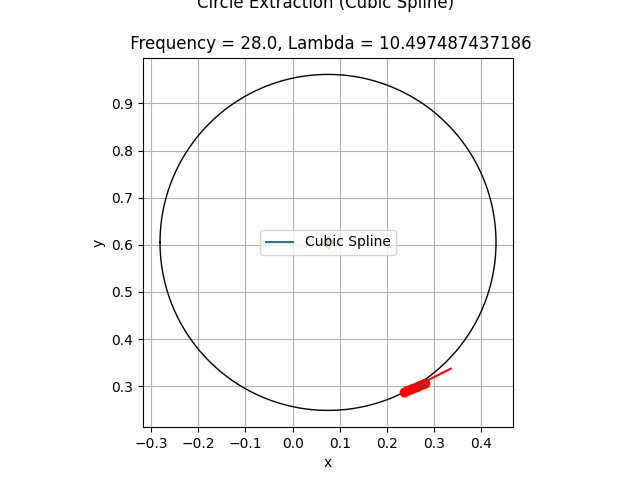 Circle Extraction (Cubic Spline)
Frequency = 28.0, Lambda = 10.497487437186
0.9
0.8
0.7
0.6
0.5
0.4
0.3
y
Cubic Spline
−0.3 −0.2 −0.1 0.0 0.1 0.2 0.3 0.4
x